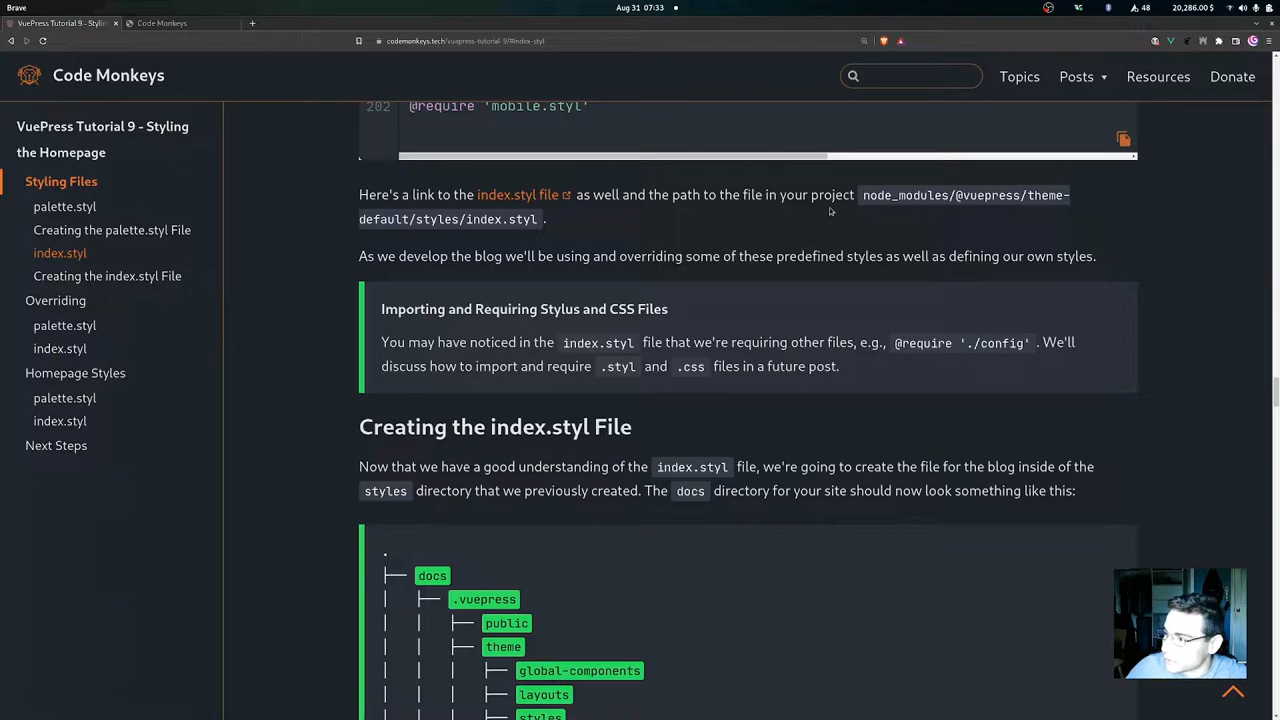 Brave
Aug 31 07:33
48
20,286.00 $
VuePress Tutorial 9 - Stylin
Code Monkeys
codemonkeys.tech/vuepress-tutorial-9/#index-styl
Code Monkeys
Topics
Posts
Resources
Donate
VuePress Tutorial 9 - Styling
the Homepage
Styling Files
palette.styl
Creating the palette.styl File
index.styl
Creating the index.styl File
Overriding
palette.styl
index.styl
Homepage Styles
palette.styl
index.styl
Next Steps
202 @require 'mobile.styl'
Here's a link to the index.styl file as well and the path to the file in your project node_modules/@vuepress/theme-
default/styles/index.styl .
As we develop the blog we'll be using and overriding some of these predefined styles as well as defining our own styles.
Importing and Requiring Stylus and CSS Files
You may have noticed in the index.styl file that we're requiring other files, e.g., @require './config' . We'll
discuss how to import and require .styl and .css files in a future post.
Creating the index.styl File
Now that we have a good understanding of the index.styl file, we're going to create the file for the blog inside of the
styles directory that we previously created. The docs directory for your site should now look something like this:
.
├── docs
│ ├── .vuepress
│ │ ├── public
│ │ ├── theme
│ │ │ ├── global-components
│ │ │ ├── layouts
│ │ │ ├── styles